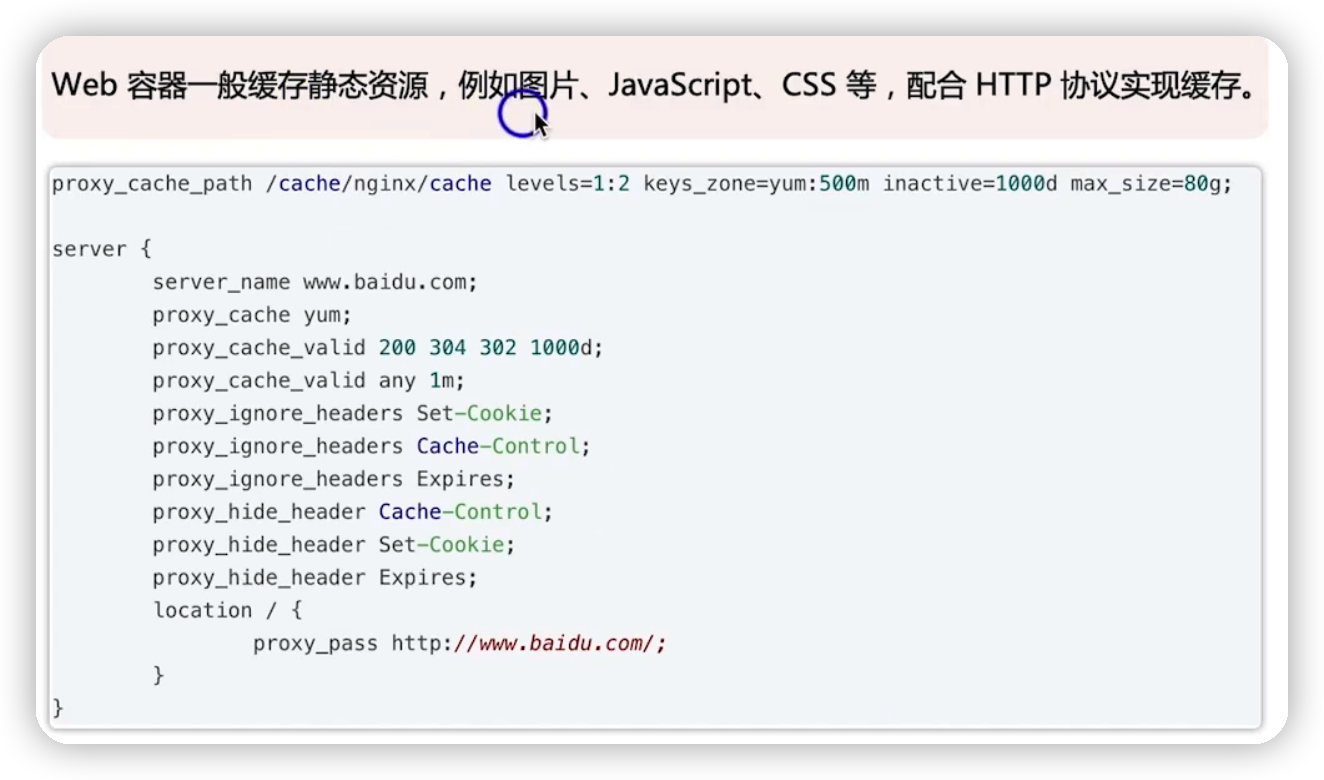 Web 容器一般缓存静态资源，例如图片、JavaScript、CSS 等，配合 HTTP 协议实现缓存。
proxy_cache_path /cache/nginx/cache levels=1:2 keys_zone=yum:500m inactive=1000d max_size=80g;
server {
server_name www.baidu.com;
proxy_cache yum;
proxy_cache_valid 200 304 302 1000d;
proxy_cache_valid any 1m;
proxy_ignore_headers Set-Cookie;
proxy_ignore_headers Cache-Control;
proxy_ignore_headers Expires;
proxy_hide_header Cache-Control;
proxy_hide_header Set-Cookie;
proxy_hide_header Expires;
location / {
proxy_pass http://www.baidu.com/;
}
}